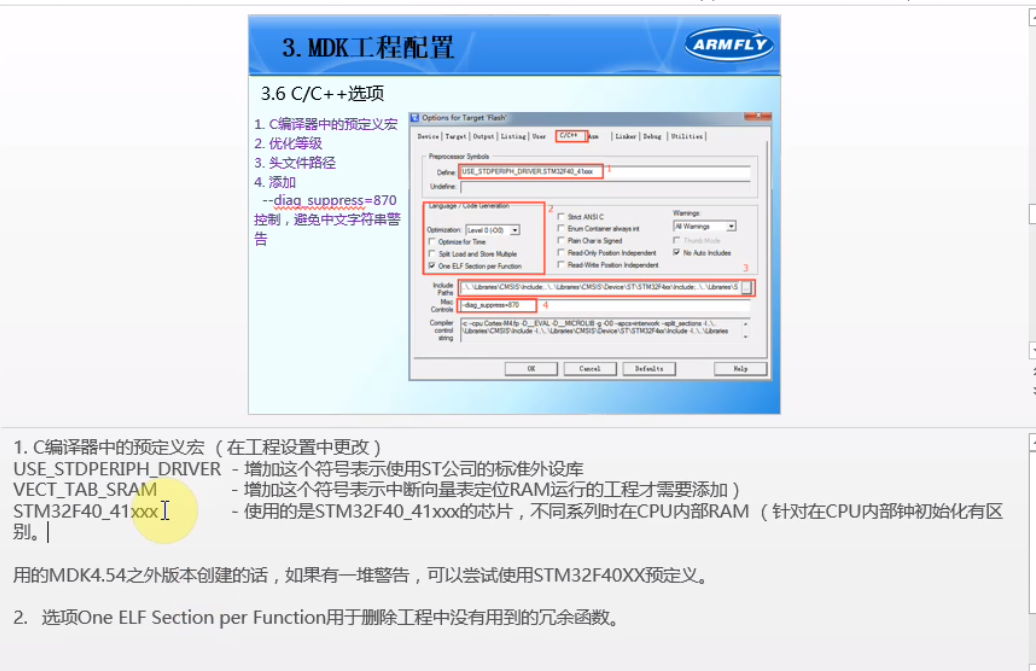 3. MDK工程配置
ARMFLY
3.6 C/C++选项
1. C编译器中的预定义宏
2. 优化等级
3. 头文件路径
4. 添加
--diag_suppress=870
控制，避免中文字符串警
告
Options for Target 'Flash'
Device | Target | Output | Listing | User | C/C++ | Asm | Linker | Debug | Utilities |
Preprocessor Symbols
Define: USE_STDPERIPH_DRIVER,STM32F40_41xxx 1
Undefine:
Language / Code Generation 2
Optimization: Level 0 (-O0)
Optimize for Time
Split Load and Store Multiple
One ELF Section per Function
Strict ANSI C
Enum Container always int
Plain Char is Signed
Read-Only Position Independent
Read-Write Position Independent
Warnings:
All Warnings
Thumb Mode
No Auto Includes
3
Include Paths ..\..\Libraries\CMSIS\Include;..\..\Libraries\CMSIS\Device\ST\STM32F4xx\Include;..\..\Libraries\S ...
Misc Controls --diag_suppress=870 4
Compiler control string -c --cpu Cortex-M4.fp -D__EVAL -D__MICROLIB -g -O0 --apcs=interwork --split_sections -I..\..
\Libraries\CMSIS\Include -I..\..\Libraries\CMSIS\Device\ST\STM32F4xx\Include -I..\..\Libraries
OK Cancel Defaults Help
1. C编译器中的预定义宏 （在工程设置中更改）
USE_STDPERIPH_DRIVER - 增加这个符号表示使用ST公司的标准外设库
VECT_TAB_SRAM - 增加这个符号表示中断向量表定位RAM运行的工程才需要添加）
STM32F40_41xxx - 使用的是STM32F40_41xxx的芯片，不同系列时在CPU内部RAM （针对在CPU内部钟初始化有区
别。
用的MDK4.54之外版本创建的话，如果有一堆警告，可以尝试使用STM32F40XX预定义。
2. 选项One ELF Section per Function用于删除工程中没有用到的冗余函数。